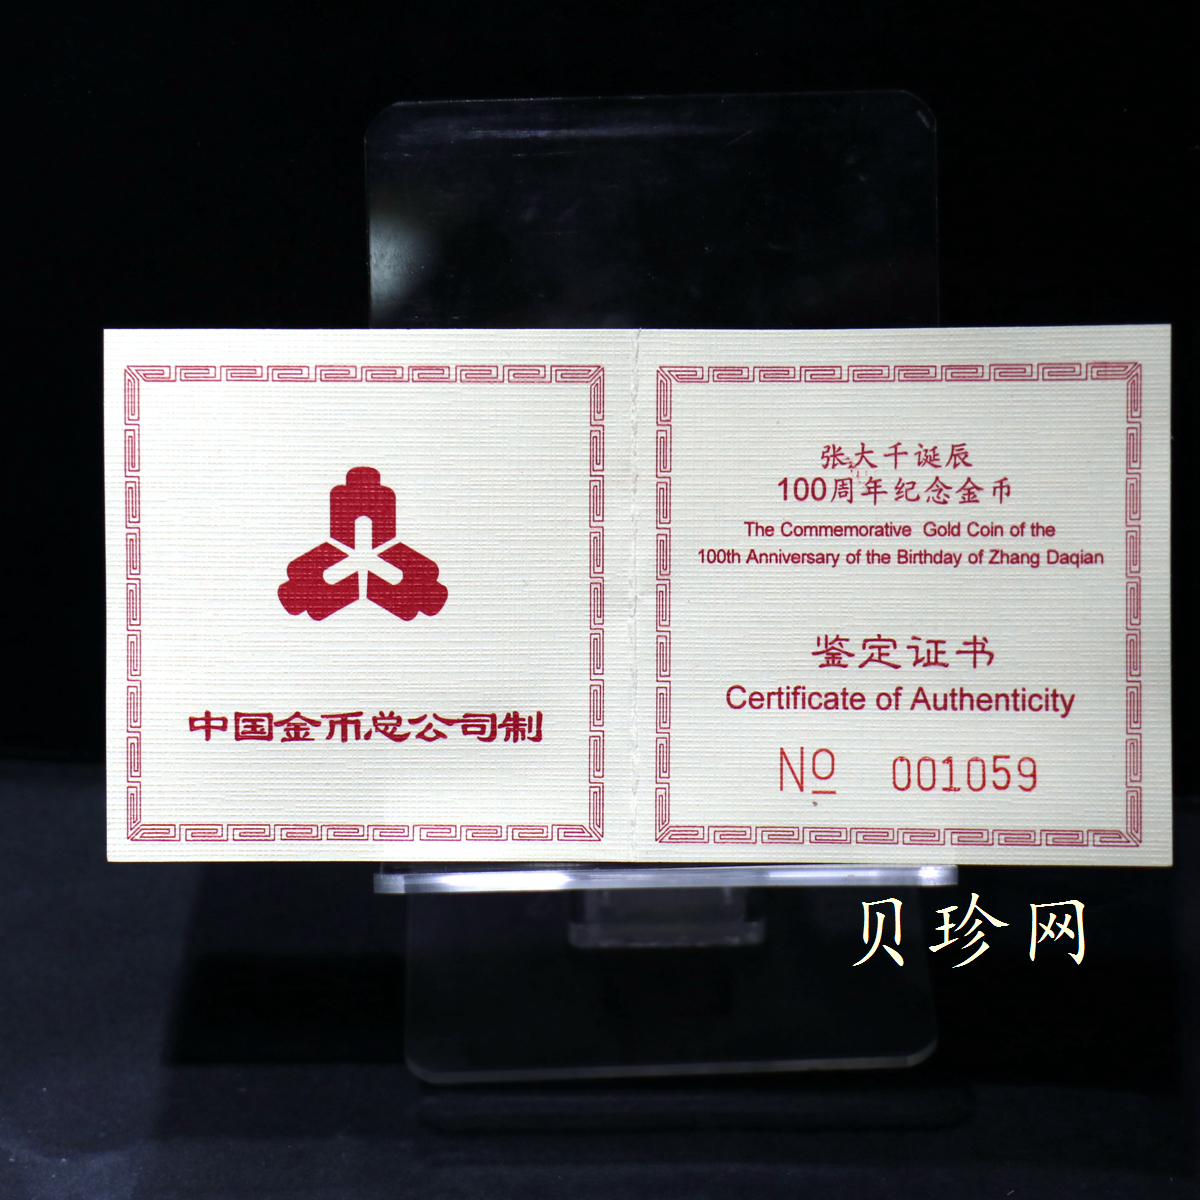 中国金币总公司制
张大千诞辰
100周年纪念金币
The Commemorative Gold Coin of the
100th Anniversary of the Birthday of Zhang Daqian
鉴定证书
Certificate of Authenticity
No 001059
贝珍网